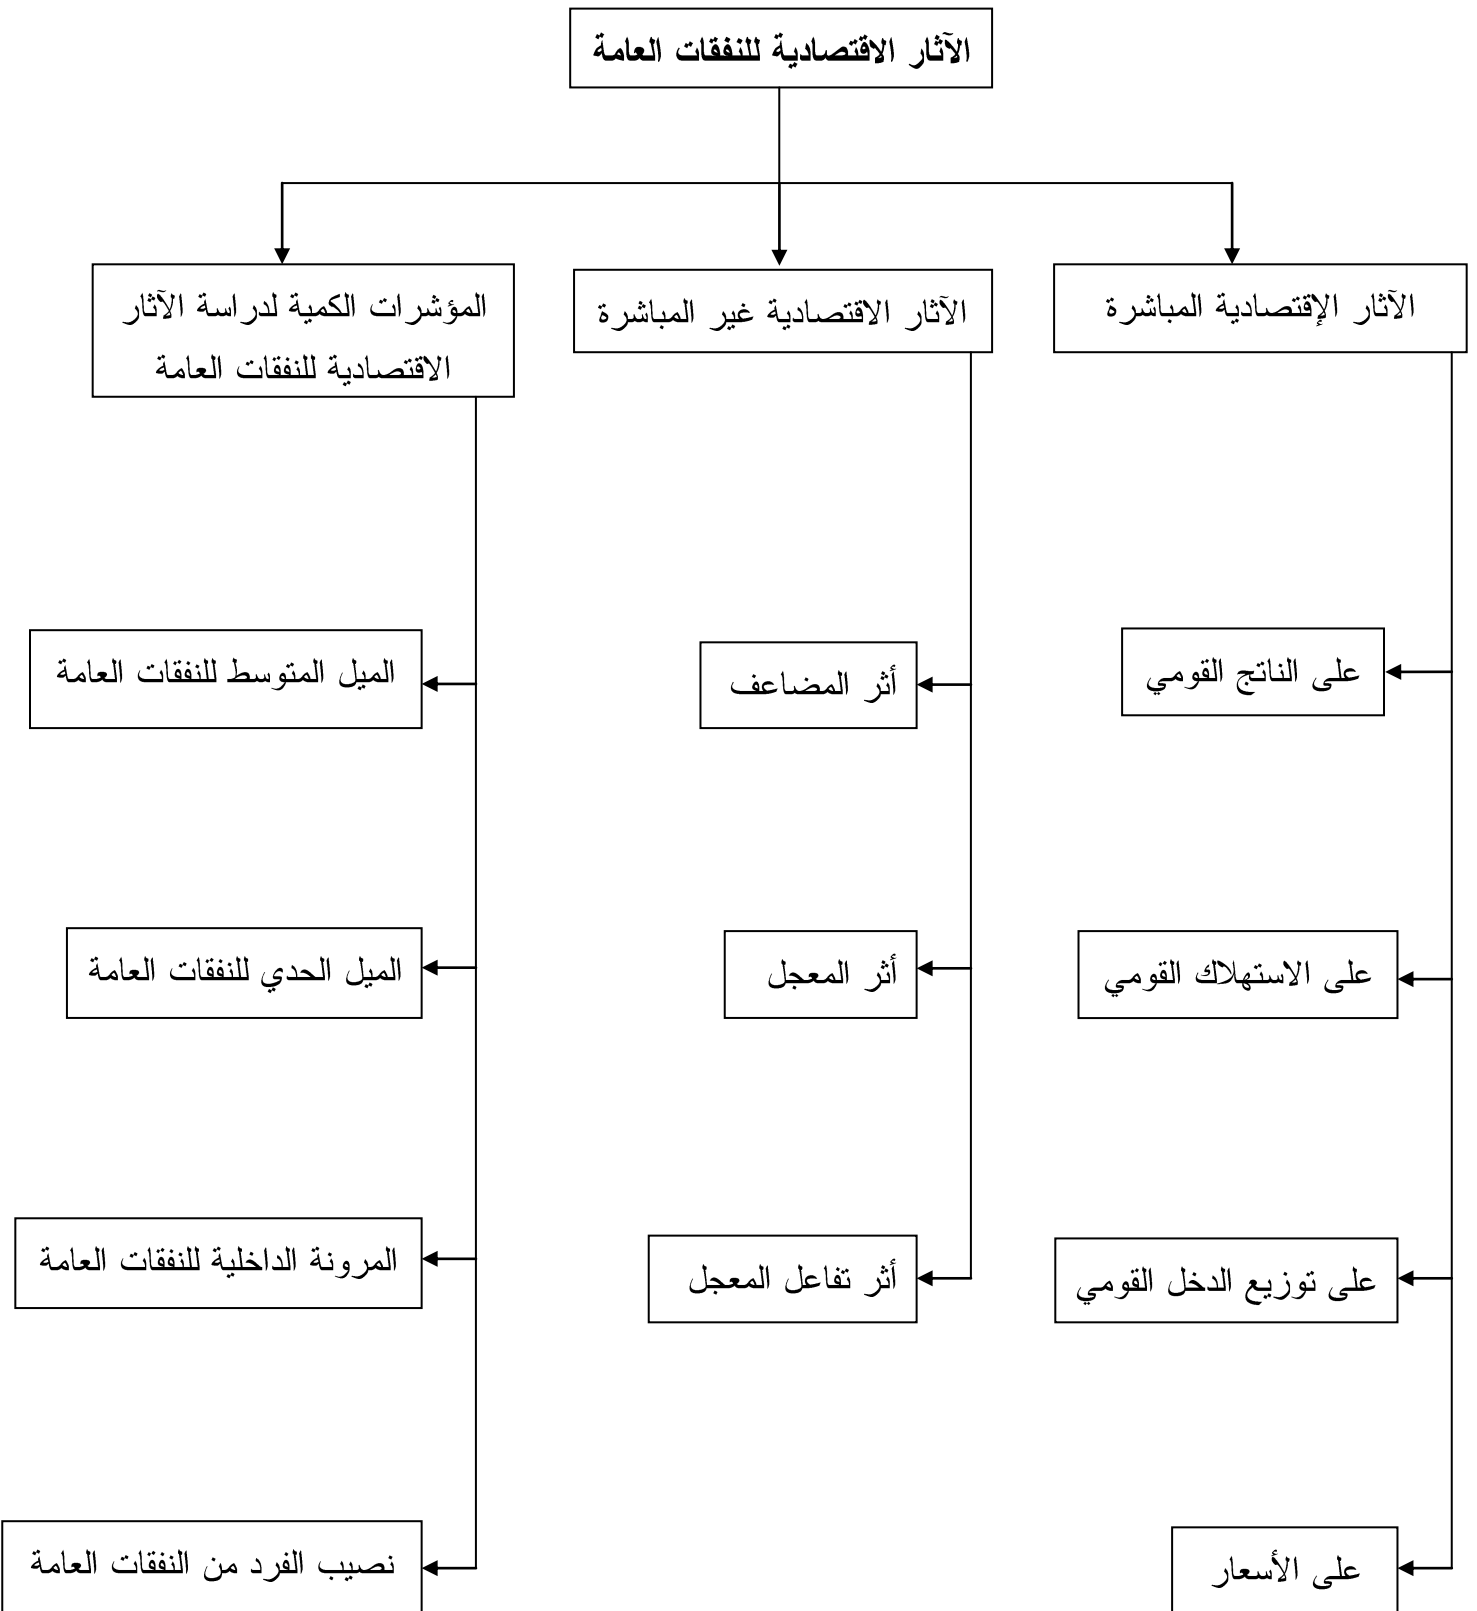 الآثار الاقتصادية للنفقات العامة
الآثار الإقتصادية المباشرة
الآثار الاقتصادية غير المباشرة
المؤشرات الكمية لدراسة الآثار
الاقتصادية للنفقات العامة
على الناتج القومي
أثر المضاعف
الميل المتوسط للنفقات العامة
على الاستهلاك القومي
أثر المعجل
الميل الحدي للنفقات العامة
على توزيع الدخل القومي
أثر تفاعل المعجل
المرونة الداخلية للنفقات العامة
على الأسعار
نصيب الفرد من النفقات العامة